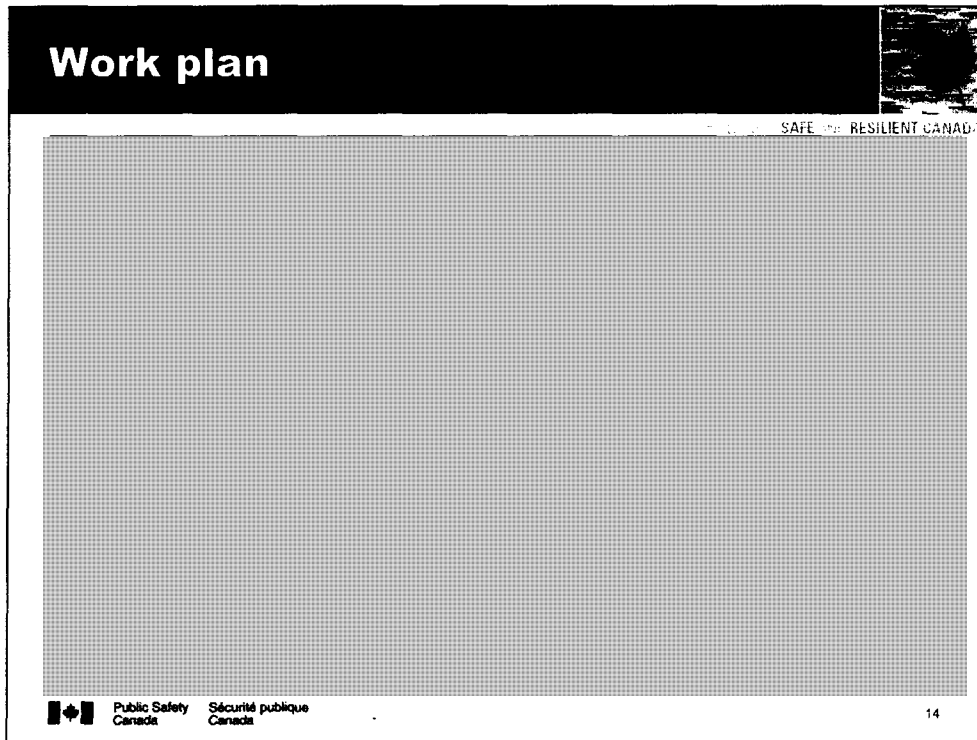 Work plan
SAFE RESILIENT CANADA
Public Safety Sécurité publique
Canada Canada
14